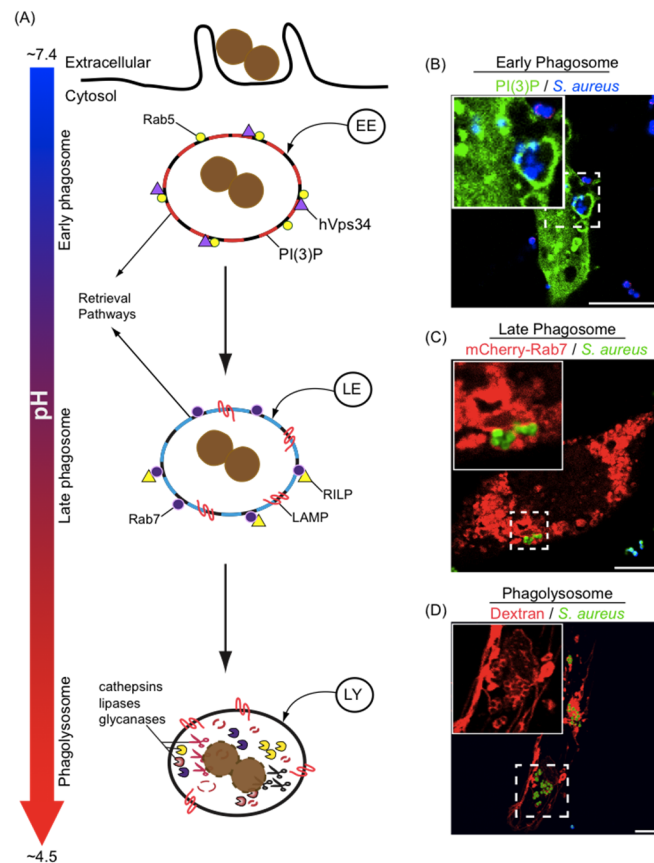 (A)
~7.4
Extracellular
Cytosol
Rab5
EE
hVps34
PI(3)P
Early phagosome
Retrieval
Pathways
pH
LE
RILP
LAMP
Rab7
Late phagosome
cathepsins
lipases
glycanases
LY
Phagolysosome
~4.5
(B)
Early Phagosome
PI(3)P / S. aureus
(C)
Late Phagosome
mCherry-Rab7 / S. aureus
(D)
Phagolysosome
Dextran / S. aureus